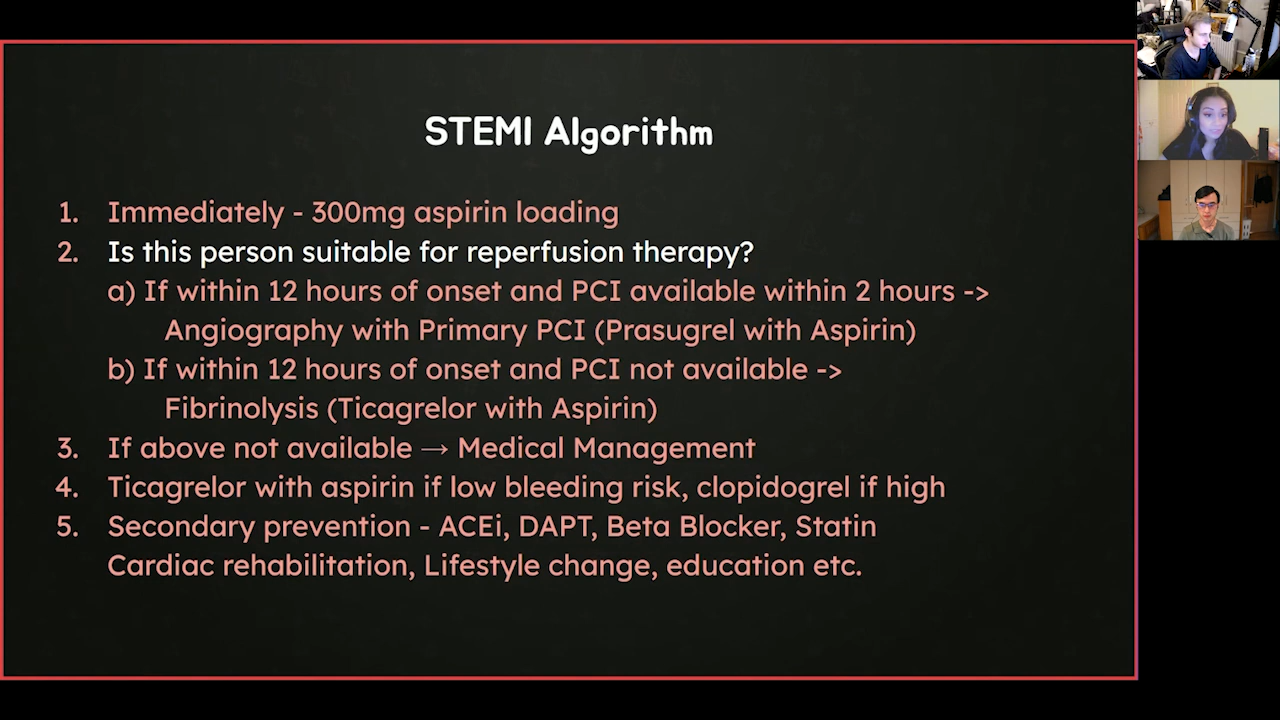 STEMI Algorithm
1. Immediately - 300mg aspirin loading
2. Is this person suitable for reperfusion therapy?
a) If within 12 hours of onset and PCI available within 2 hours ->
Angiography with Primary PCI (Prasugrel with Aspirin)
b) If within 12 hours of onset and PCI not available ->
Fibrinolysis (Ticagrelor with Aspirin)
3. If above not available → Medical Management
4. Ticagrelor with aspirin if low bleeding risk, clopidogrel if high
5. Secondary prevention - ACEi, DAPT, Beta Blocker, Statin
Cardiac rehabilitation, Lifestyle change, education etc.